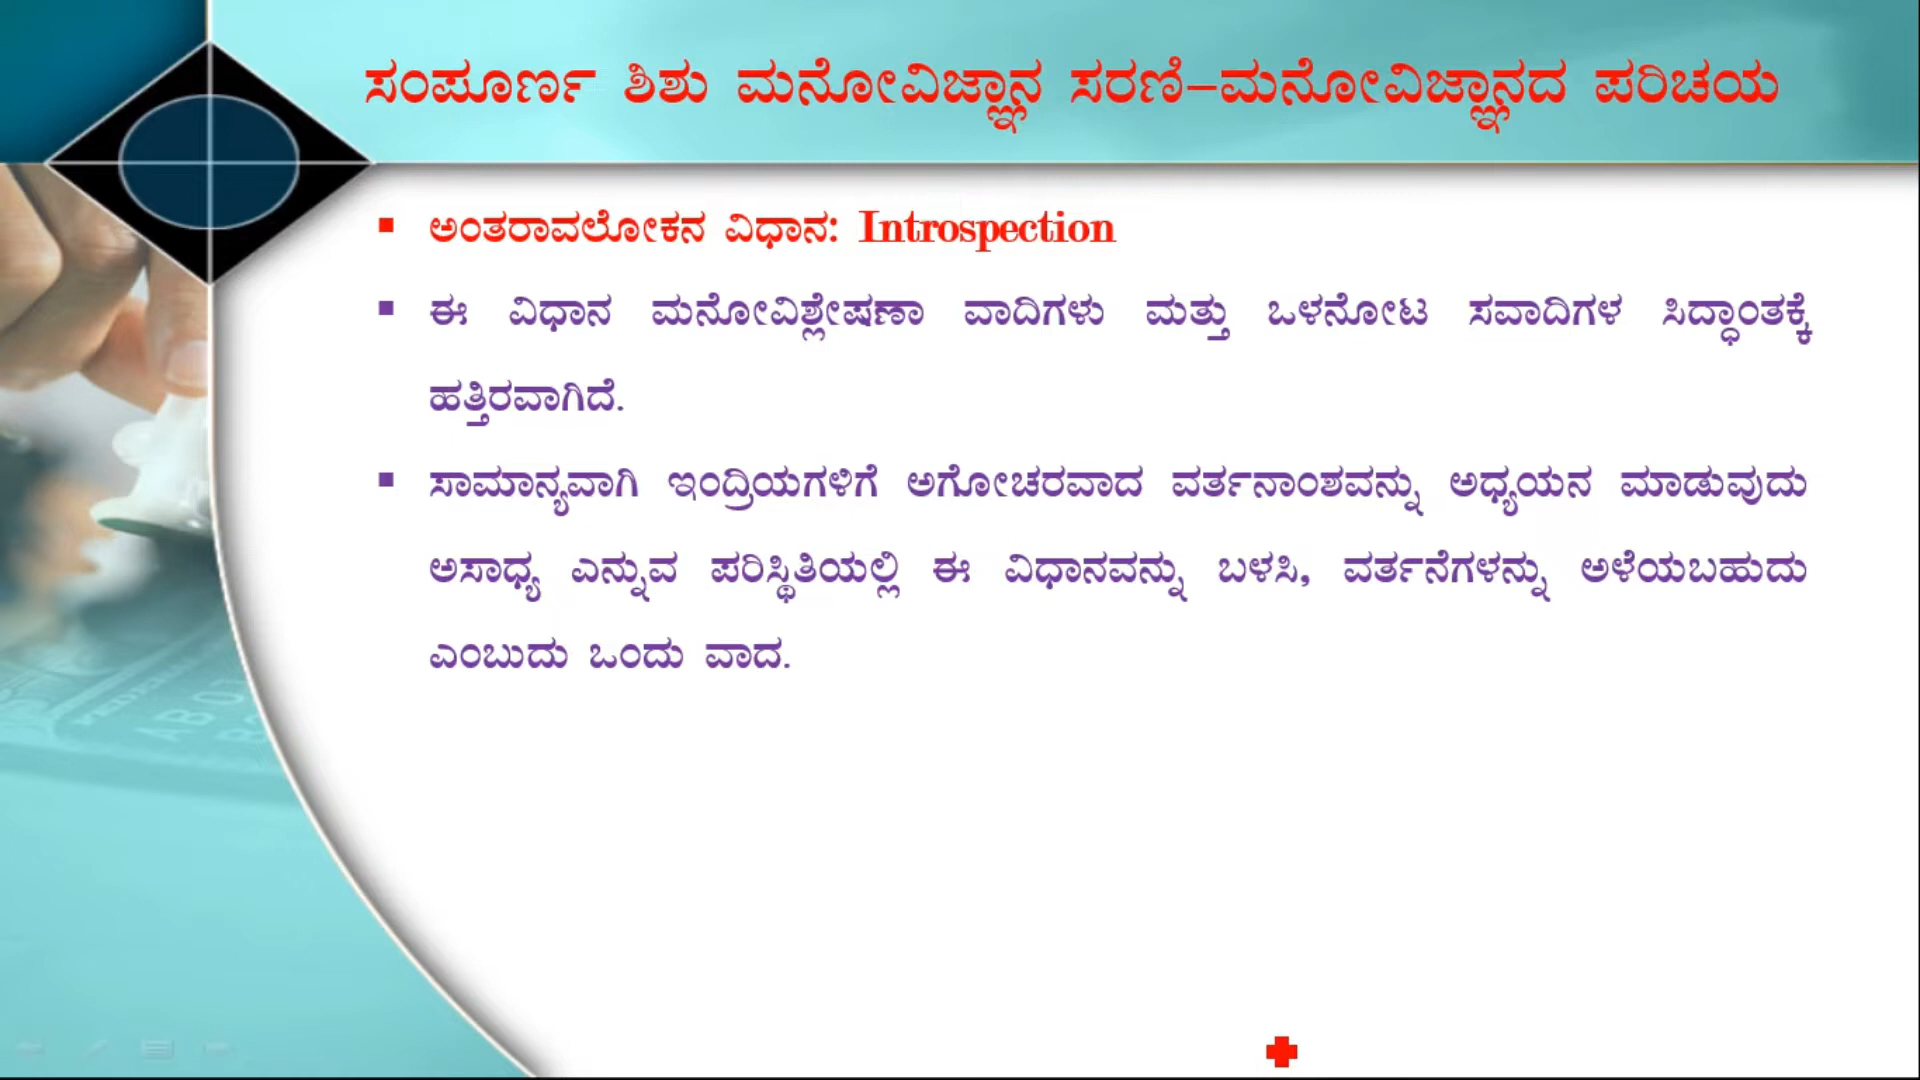 ಸಂಪೂರ್ಣ ಶಿಶು ಮನೋವಿಜ್ಞಾನ ಸರಣಿ–ಮನೋವಿಜ್ಞಾನದ ಪರಿಚಯ
ಅಂತರಾವಲೋಕನ ವಿಧಾನ: Introspection
ಈ ವಿಧಾನ ಮನೋವಿಶ್ಲೇಷಣಾ ವಾದಿಗಳು ಮತ್ತು ಒಳನೋಟ ಸವಾದಿಗಳ ಸಿದ್ಧಾಂತಕ್ಕೆ
ಹತ್ತಿರವಾಗಿದೆ.
ಸಾಮಾನ್ಯವಾಗಿ ಇಂದ್ರಿಯಗಳಿಗೆ ಅಗೋಚರವಾದ ವರ್ತನಾಂಶವನ್ನು ಅಧ್ಯಯನ ಮಾಡುವುದು
ಅಸಾಧ್ಯ ಎನ್ನುವ ಪರಿಸ್ಥಿತಿಯಲ್ಲಿ ಈ ವಿಧಾನವನ್ನು ಬಳಸಿ, ವರ್ತನೆಗಳನ್ನು ಅಳೆಯಬಹುದು
ಎಂಬುದು ಒಂದು ವಾದ.